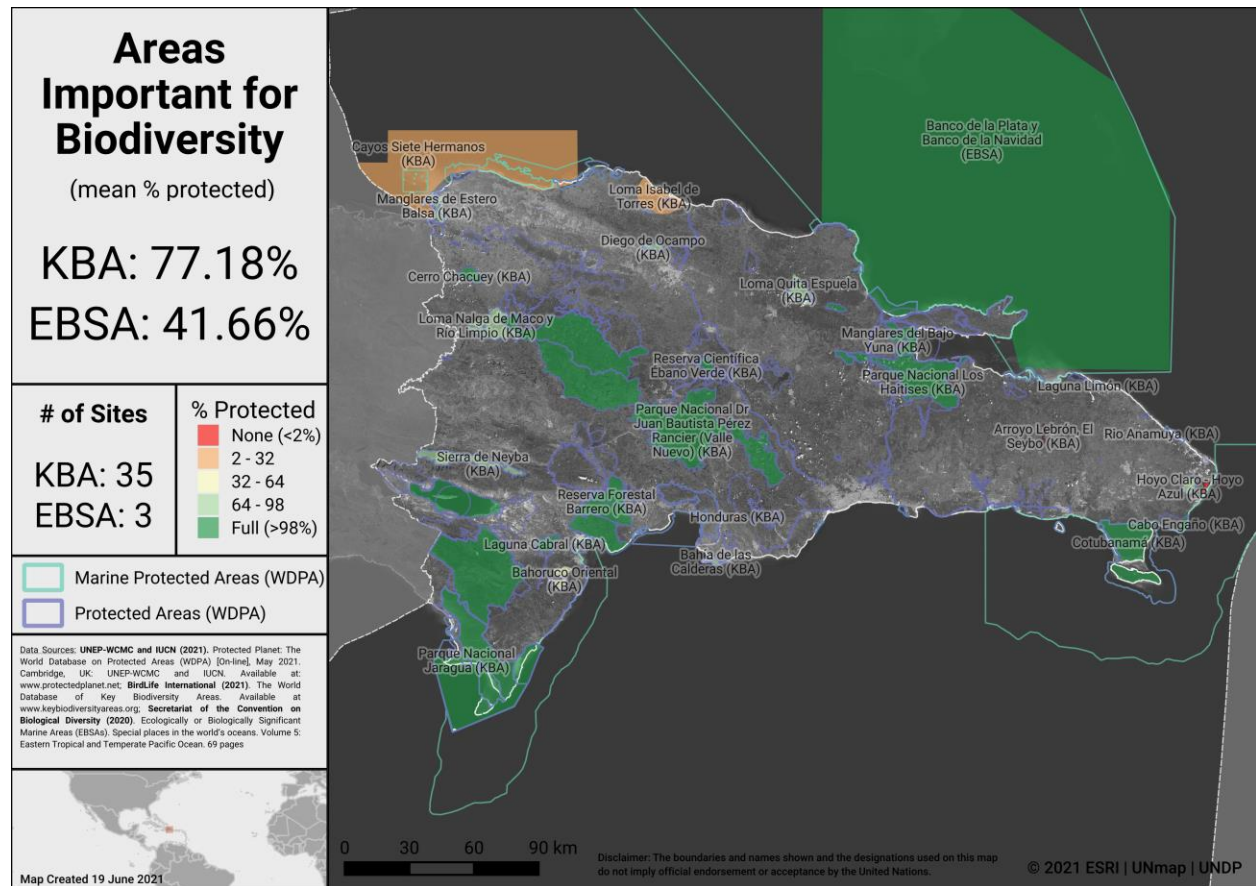 Areas
Important for
Biodiversity
(mean % protected)
KBA: 77.18%
EBSA: 41.66%
# of Sites
KBA: 35
EBSA: 3
% Protected
None (<2%)
2 - 32
32 - 64
64 - 98
Full (>98%)
Marine Protected Areas (WDPA)
Protected Areas (WDPA)
Data Sources: UNEP-WCMC and IUCN (2021). Protected Planet: The
World Database on Protected Areas (WDPA) [On-line], May 2021.
Cambridge, UK: UNEP-WCMC and IUCN. Available at:
www.protectedplanet.net; BirdLife International (2021). The World
Database of Key Biodiversity Areas. Available at
www.keybiodiversityareas.org; Secretariat of the Convention on
Biological Diversity (2020). Ecologically or Biologically Significant
Marine Areas (EBSAs). Special places in the world's oceans. Volume 5:
Eastern Tropical and Temperate Pacific Ocean. 69 pages
Map Created 19 June 2021
Banco de la Plata y
Banco de la Navidad
(EBSA)
Cayos Siete Hermanos
(KBA)
Manglares de Estero
Balsa (KBA)
Loma Isabel de
Torres (KBA)
Diego de Ocampo
(KBA)
Cerro Chacuey (KBA)
Loma Quita Espuela
(KBA)
Loma Nalga de Maco y
Río Limpio (KBA)
Manglares del Bajo
Yuna (KBA)
Reserva Científica
Ébano Verde (KBA)
Parque Nacional Los
Haitises (KBA)
Laguna Limón (KBA)
Parque Nacional Dr
Juan Bautista Pérez
Rancier (Valle
Nuevo) (KBA)
Arroyo Lebrón, El
Seybo (KBA)
Río Anamuya (KBA)
Sierra de Neyba
(KBA)
Hoyo Claro - Hoyo
Azul (KBA)
Reserva Forestal
Barrero (KBA)
Honduras (KBA)
Cabo Engaño (KBA)
Cotubanamá (KBA)
Laguna Cabral (KBA)
Bahía de las
Calderas (KBA)
Bahoruco Oriental
(KBA)
Parque Nacional
Jaragua (KBA)
0 30 60 90 km
Disclaimer: The boundaries and names shown and the designations used on this map
do not imply official endorsement or acceptance by the United Nations.
© 2021 ESRI | UNmap | UNDP